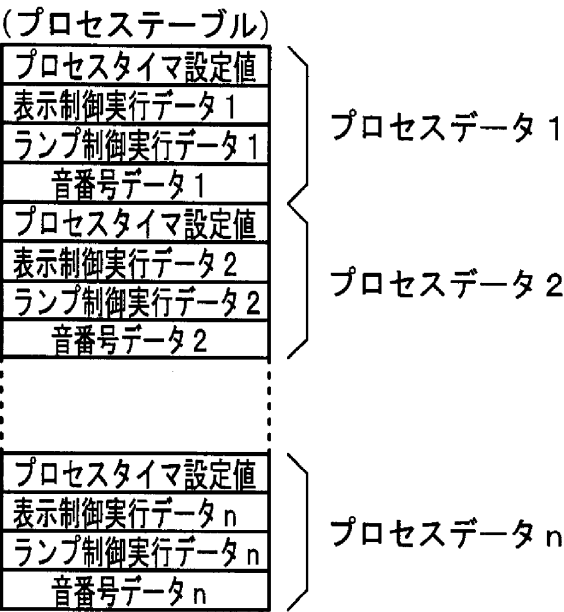 (プロセステーブル)
プロセスタイマ設定値
表示制御実行データ1
ランプ制御実行データ1
音番号データ1
プロセスデータ1
プロセスタイマ設定値
表示制御実行データ2
ランプ制御実行データ2
音番号データ2
プロセスデータ2
プロセスタイマ設定値
表示制御実行データn
ランプ制御実行データn
音番号データn
プロセスデータn